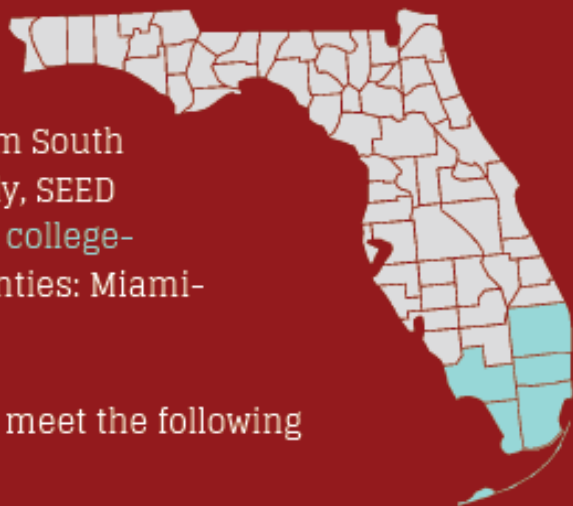 m South
y, SEED
college-
nties: Miami-
meet the following